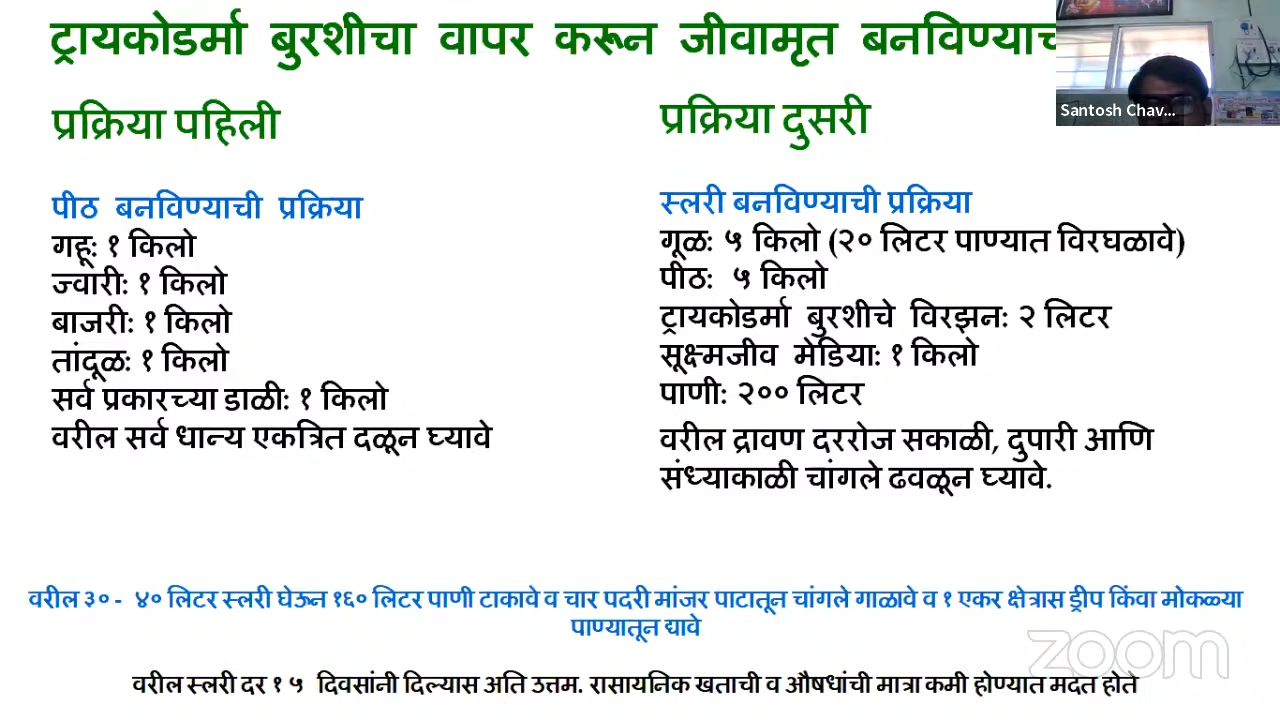 ट्रायकोडर्मा बुरशीचा वापर करून जीवामृत
Santosh Chav...
प्रक्रिया पहिली
पीठ बनविण्याची प्रक्रिया
गहू: १ किलो
ज्वारी: १ किलो
बाजरी: १ किलो
तांदूळ: १ किलो
सर्व प्रकारच्या डाळी: १ किलो
वरील सर्व धान्य एकत्रित दळून घ्यावे
प्रक्रिया दुसरी
स्लरी बनविण्याची प्रक्रिया
गूळ: ५ किलो (२० लिटर पाण्यात विरघळावे)
पीठ: ५ किलो
ट्रायकोडर्मा बुरशीचे विरझन: २ लिटर
सूक्ष्मजीव मेडिया: १ किलो
पाणी: २०० लिटर
वरील द्रावण दररोज सकाळी, दुपारी आणि
संध्याकाळी चांगले ढवळून घ्यावे.
वरील ३० - ४० लिटर स्लरी घेऊन १६० लिटर पाणी टाकावे व चार पदरी मांजर पाटातून चांगले गाळावे व १ एकर क्षेत्रास ड्रीप किंवा मोकळ्या
पाण्यातून द्यावे
zoom
वरील स्लरी दर १ ५ दिवसांनी दिल्यास अति उत्तम. रासायनिक खताची व औषधांची मात्रा कमी होण्यात मदत होते